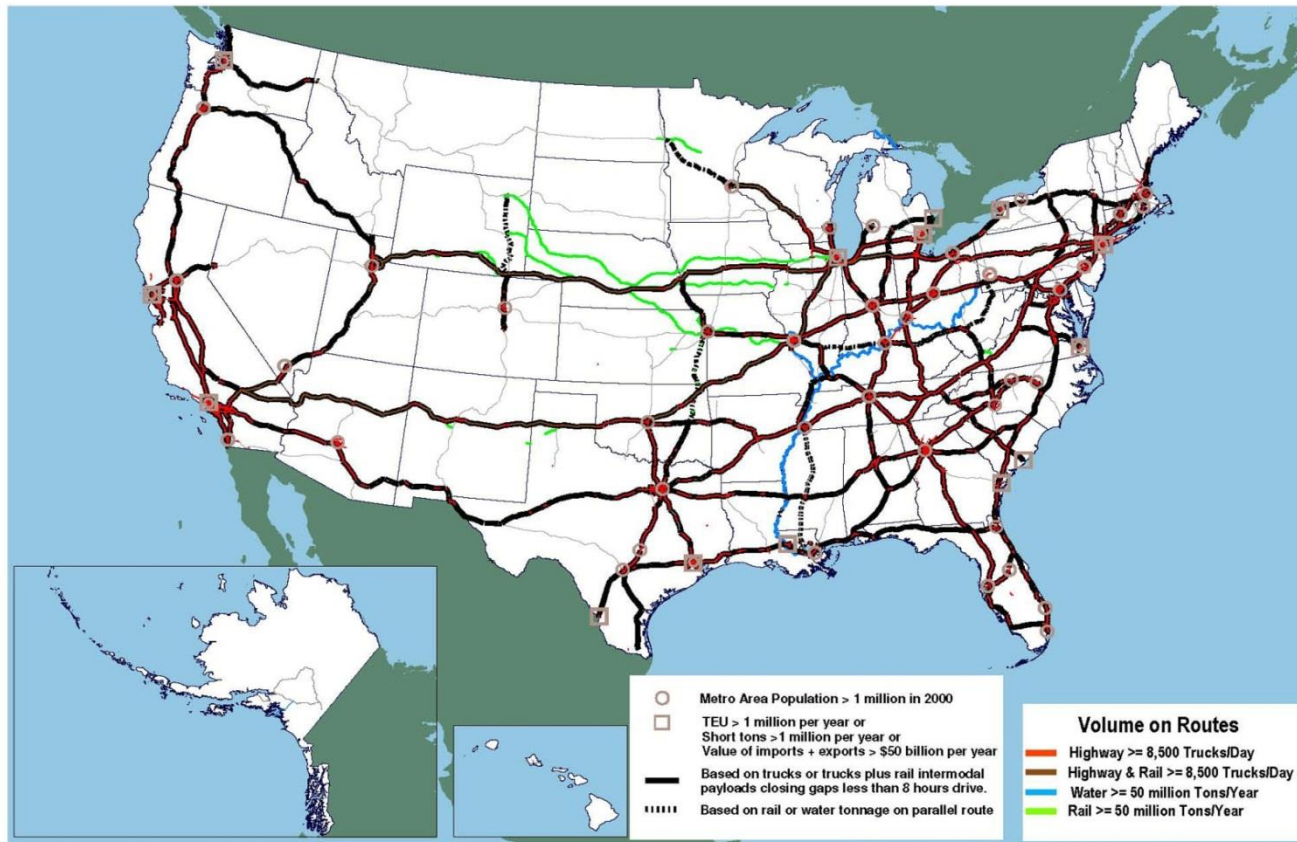 Metro Area Population > 1 million in 2000
TEU > 1 million per year or
Short tons >1 million per year or
Value of imports + exports > $50 billion per year
Based on trucks or trucks plus rail intermodal
payloads closing gaps less than 8 hours drive.
Based on rail or water tonnage on parallel route
Volume on Routes
Highway >= 8,500 Trucks/Day
Highway & Rail >= 8,500 Trucks/Day
Water >= 50 million Tons/Year
Rail >= 50 million Tons/Year